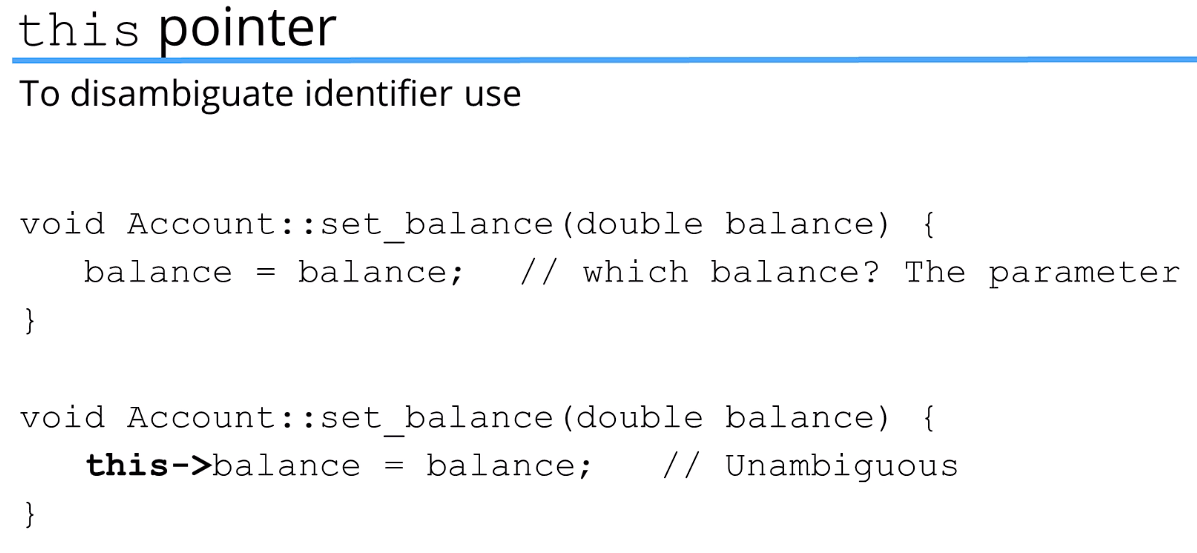 this pointer
To disambiguate identifier use
void Account::set_balance(double balance) {
balance = balance; // which balance? The parameter
}
void Account::set_balance(double balance) {
this->balance = balance; // Unambiguous
}